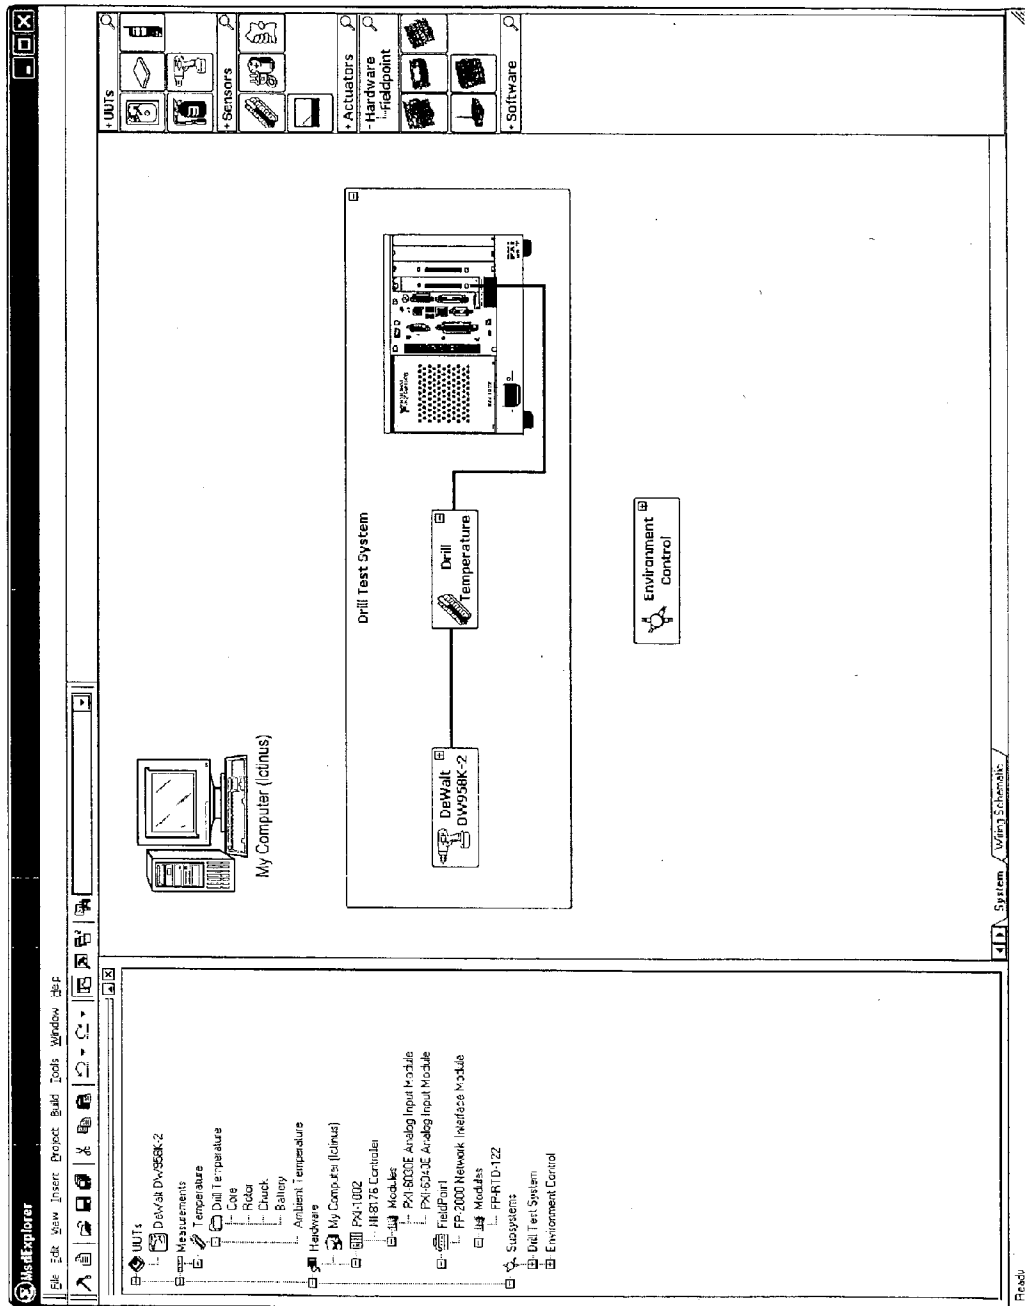 MsdExplorer
File Edit View Insert Project Build Tools Window Help
UUTs
DeWalt DW958K-2
Measurements
Temperature
Drill Temperature
Core
Rotor
Chuck
Battery
Ambient Temperature
Hardware
My Computer (Ictinus)
PXI-1002
NI-8176 Controller
Modules
PXI-6030E Analog Input Module
PXI-6040E Analog Input Module
FieldPoint
FP-2000 Network Interface Module
Modules
FP-RTD-122
Subsystems
Drill Test System
Environment Control
My Computer (Ictinus)
Drill Test System
DeWalt
DW958K-2
Drill
Temperature
Environment
Control
System
Wiring Schematic
+ UUTs
+ Sensors
+ Actuators
- Hardware
Fieldpoint
+ Software
Ready